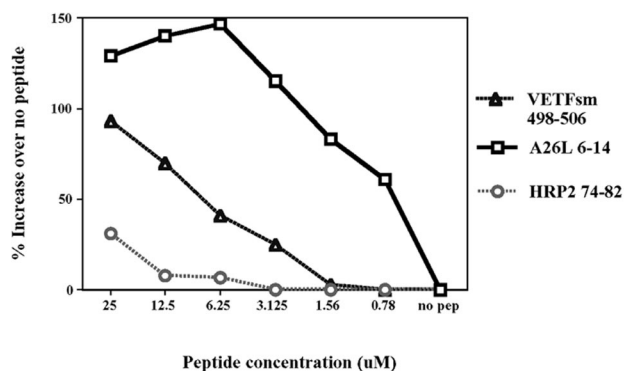 % Increase over no peptide
150
100
50
0
25 12.5 6.25 3.125 1.56 0.78 no pep
Peptide concentration (uM)
VETFsm
498-506
A26L 6-14
HRP2 74-82